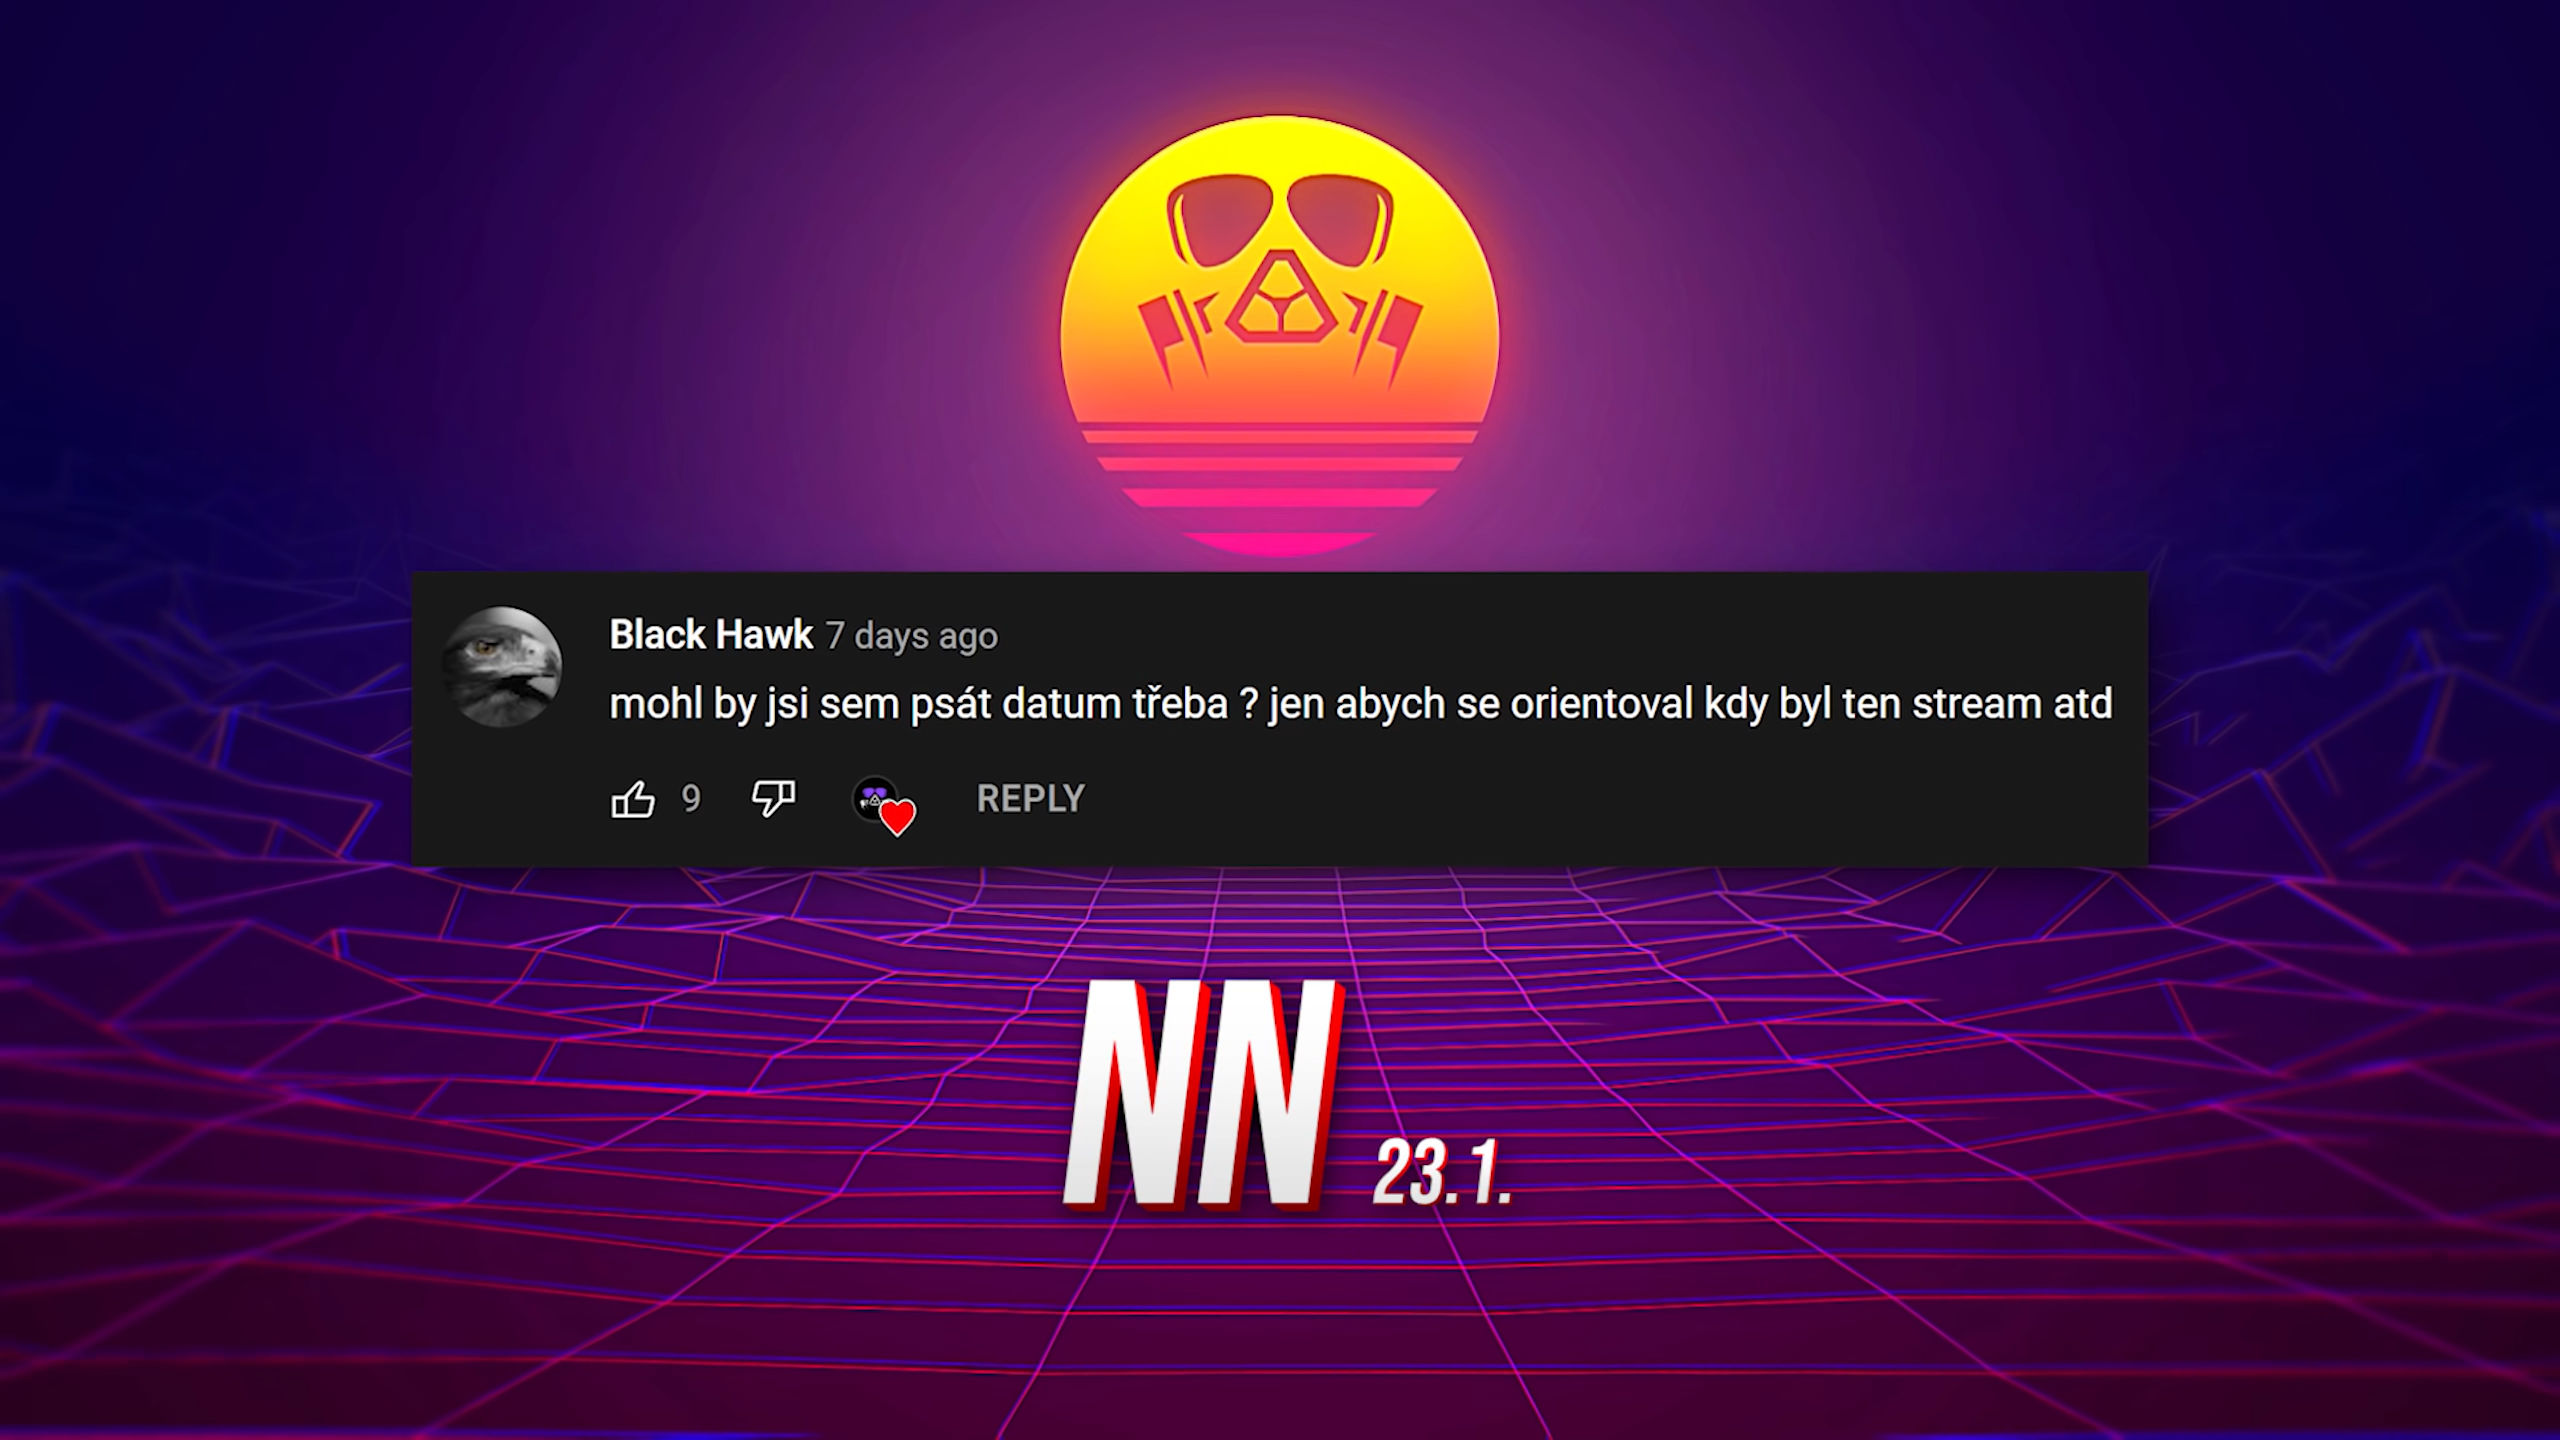 Black Hawk 7 days ago
mohl by jsi sem psát datum třeba ? jen abych se orientoval kdy byl ten stream atd
9 REPLY
NN 23.1.